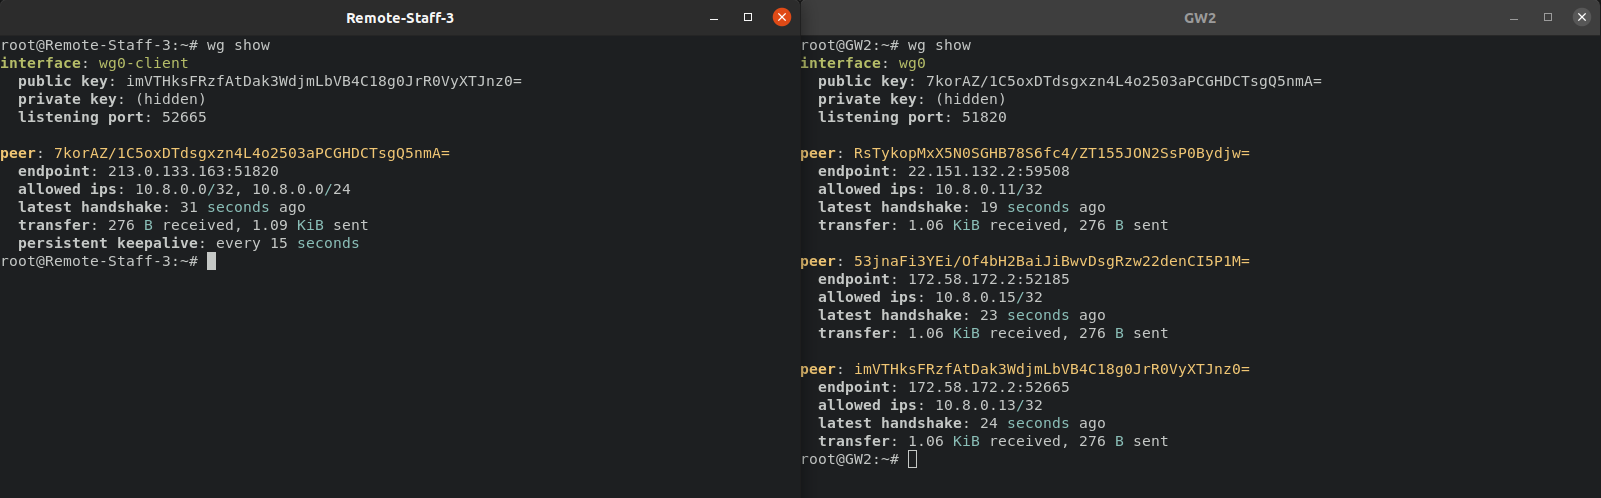 Remote-Staff-3
root@Remote-Staff-3:~# wg show
interface: wg0-client
  public key: imVTHksFRzfAtDak3WdjmLbVB4C18g0JrR0VyXTJnz0=
  private key: (hidden)
  listening port: 52665

peer: 7korAZ/1C5oxDTdsgxzn4L4o2503aPCGHDCTsgQ5nmA=
  endpoint: 213.0.133.163:51820
  allowed ips: 10.8.0.0/32, 10.8.0.0/24
  latest handshake: 31 seconds ago
  transfer: 276 B received, 1.09 KiB sent
  persistent keepalive: every 15 seconds
root@Remote-Staff-3:~#
GW2
root@GW2:~# wg show
interface: wg0
  public key: 7korAZ/1C5oxDTdsgxzn4L4o2503aPCGHDCTsgQ5nmA=
  private key: (hidden)
  listening port: 51820

peer: RsTykopMxX5N0SGHB78S6fc4/ZT155JON2SsP0Bydjw=
  endpoint: 22.151.132.2:59508
  allowed ips: 10.8.0.11/32
  latest handshake: 19 seconds ago
  transfer: 1.06 KiB received, 276 B sent

peer: 53jnaFi3YEi/Of4bH2BaiJiBwvDsgRzw22denCI5P1M=
  endpoint: 172.58.172.2:52185
  allowed ips: 10.8.0.15/32
  latest handshake: 23 seconds ago
  transfer: 1.06 KiB received, 276 B sent

peer: imVTHksFRzfAtDak3WdjmLbVB4C18g0JrR0VyXTJnz0=
  endpoint: 172.58.172.2:52665
  allowed ips: 10.8.0.13/32
  latest handshake: 24 seconds ago
  transfer: 1.06 KiB received, 276 B sent
root@GW2:~#